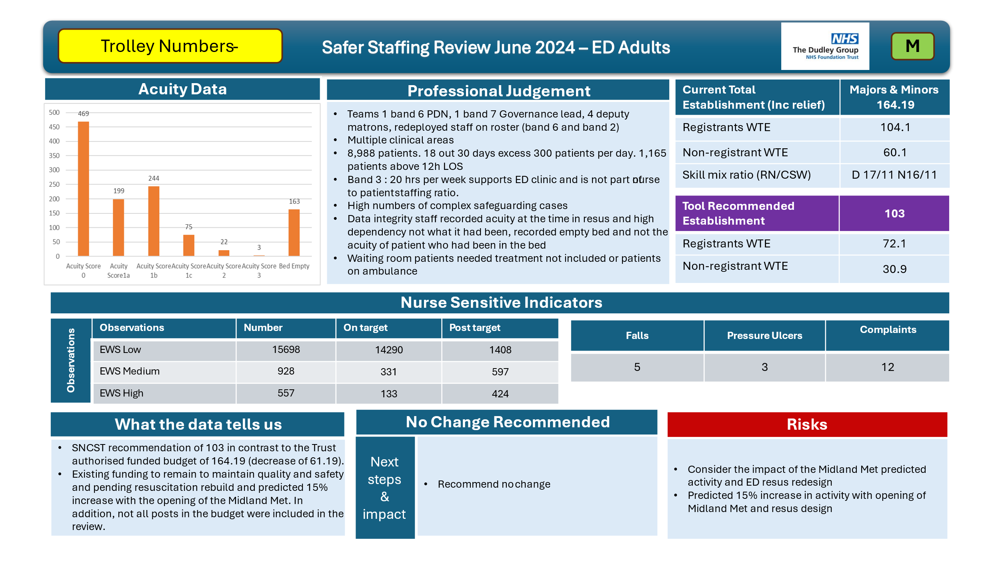 Trolley Numbers-
Safer Staffing Review June 2024 – ED Adults
NHS
The Dudley Group
NHS Foundation Trust
M
Acuity Data
500
450
400
350
300
250
200
150
100
50
0
469
199
244
75
22
3
163
Acuity Score 0
Acuity Score1a
Acuity Score 1b
Acuity Score 1c
Acuity Score 2
Acuity Score 3
Bed Empty
Professional Judgement
• Teams 1 band 6 PDN, 1 band 7 Governance lead, 4 deputy
matrons, redeployed staff on roster (band 6 and band 2)
• Multiple clinical areas
• 8,988 patients. 18 out 30 days excess 300 patients per day. 1,165
patients above 12h LOS
• Band 3 : 20 hrs per week supports ED clinic and is not part of nurse
to patient staffing ratio.
• High numbers of complex safeguarding cases
• Data integrity staff recorded acuity at the time in resus and high
dependency not what it had been, recorded empty bed and not the
acuity of patient who had been in the bed
• Waiting room patients needed treatment not included or patients
on ambulance
Current Total Establishment (Inc relief)
Majors & Minors 164.19
Registrants WTE 104.1
Non-registrant WTE 60.1
Skill mix ratio (RN/CSW) D 17/11 N16/11
Tool Recommended Establishment 103
Registrants WTE 72.1
Non-registrant WTE 30.9
Nurse Sensitive Indicators
Observations
Observations Number On target Post target
EWS Low 15698 14290 1408
EWS Medium 928 331 597
EWS High 557 133 424
Falls Pressure Ulcers Complaints
5 3 12
What the data tells us
• SNCST recommendation of 103 in contrast to the Trust
authorised funded budget of 164.19 (decrease of 61.19).
• Existing funding to remain to maintain quality and safety
and pending resuscitation rebuild and predicted 15%
increase with the opening of the Midland Met. In
addition, not all posts in the budget were included in the
review.
No Change Recommended
Next
steps
&
impact
• Recommend no change
Risks
• Consider the impact of the Midland Met predicted
activity and ED resus redesign
• Predicted 15% increase in activity with opening of
Midland Met and resus design